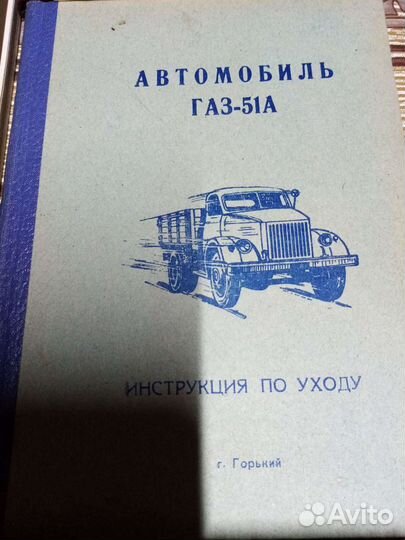 АВТОМОБИЛЬ
ГАЗ-51А
ИНСТРУКЦИЯ ПО УХОДУ
г. Горький
Avito